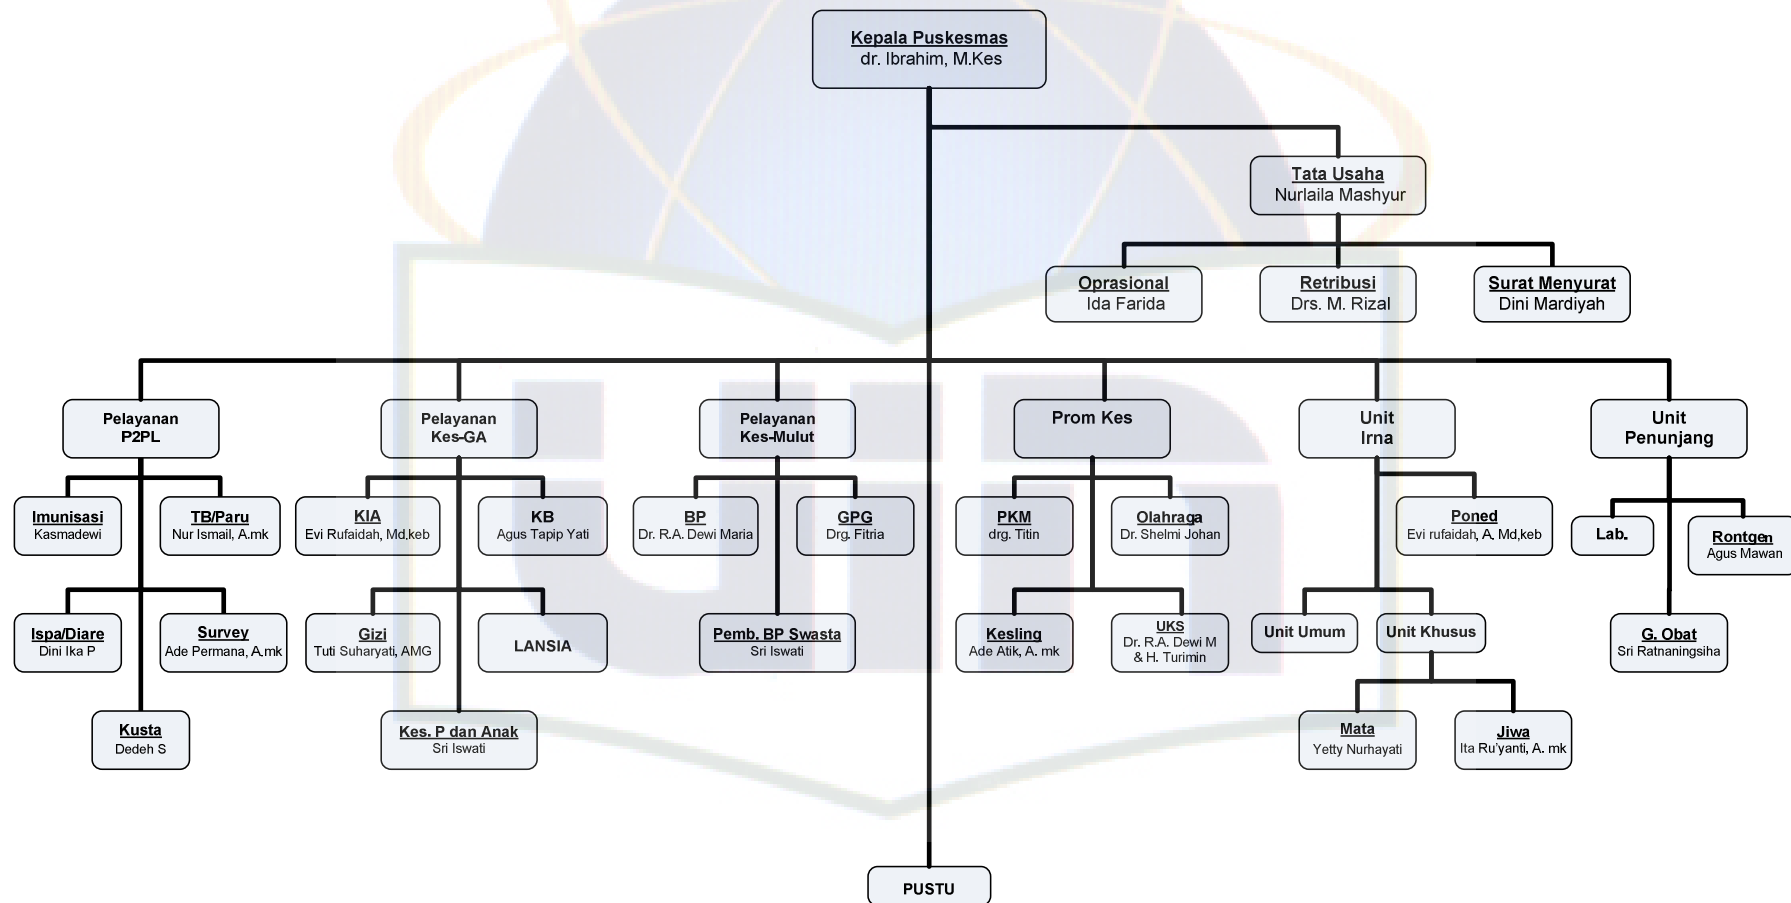 Kepala Puskesmas
dr. Ibrahim, M.Kes
Tata Usaha
Nurlaila Mashyur
Oprasional
Ida Farida
Retribusi
Drs. M. Rizal
Surat Menyurat
Dini Mardiyah
Pelayanan
P2PL
Pelayanan
Kes-GA
Pelayanan
Kes-Mulut
Prom Kes
Unit
Irna
Unit
Penunjang
Imunisasi
Kasmadewi
TB/Paru
Nur Ismail, A.mk
KIA
Evi Rufaidah, Md.keb
KB
Agus Tapip Yati
BP
Dr. R.A. Dewi Maria
GPG
Drg. Fitria
PKM
drg. Titin
Olahraga
Dr. Shelmi Johan
Poned
Evi rufaidah, A. Md,keb
Lab.
Rontgen
Agus Mawan
Ispa/Diare
Dini Ika P
Survey
Ade Permana, A.mk
Gizi
Tuti Suharyati, AMG
LANSIA
Pemb. BP Swasta
Sri Iswati
Kesling
Ade Atik, A. mk
UKS
Dr. R.A. Dewi M
& H. Turimin
Unit Umum
Unit Khusus
G. Obat
Sri Ratnaningsiha
Kusta
Dedeh S
Kes. P dan Anak
Sri Iswati
Mata
Yetty Nurhayati
Jiwa
Ita Ru'yanti, A. mk
PUSTU
uin